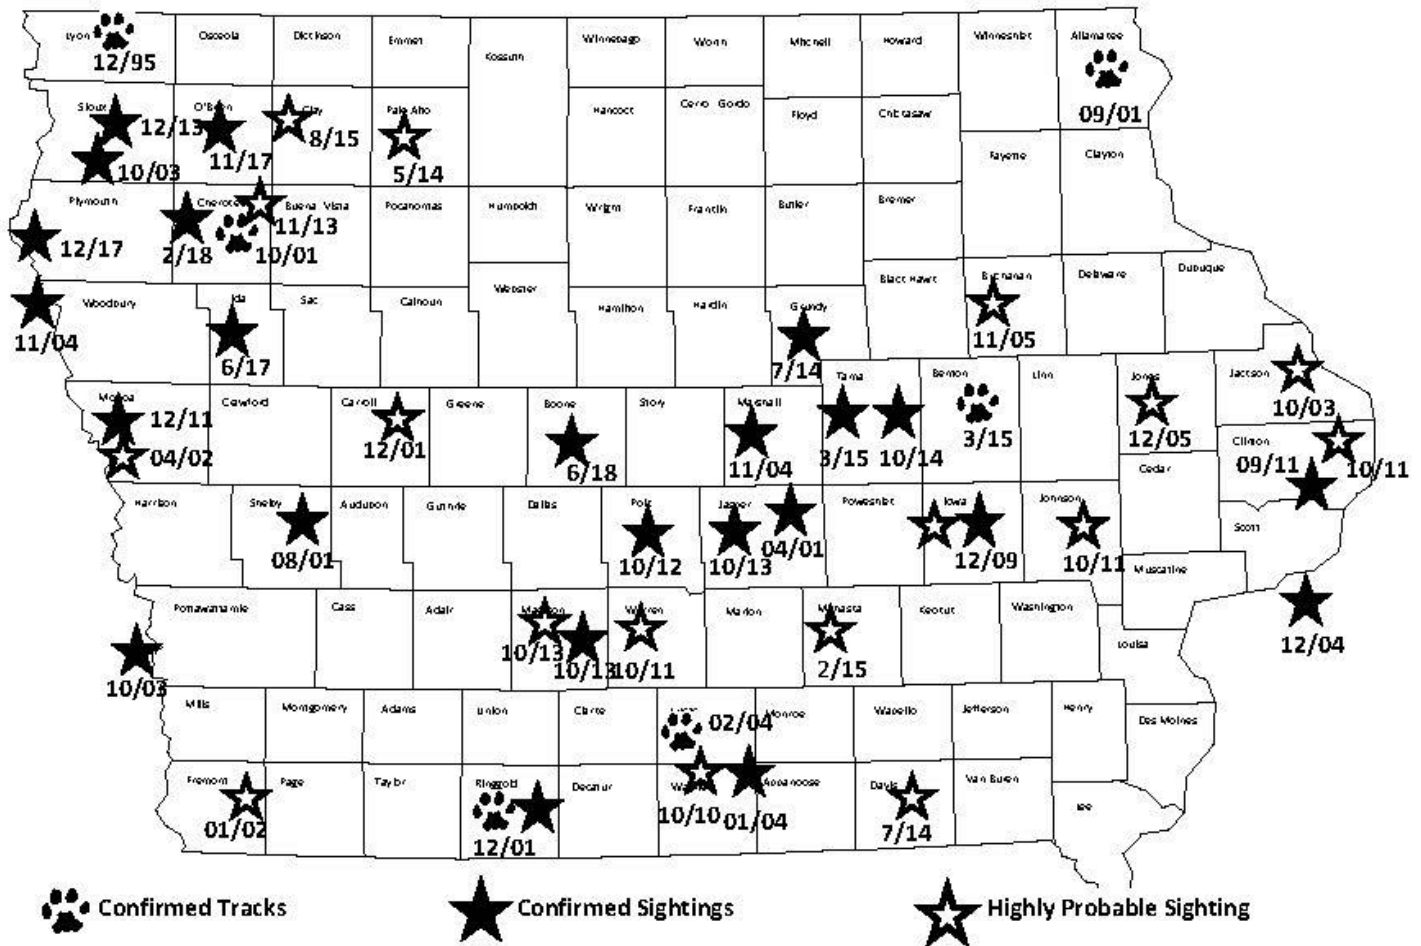 Lyon
Osceola
Dickinson
Emmet
Kossuth
Winnebago
Worth
Mitchell
Howard
Winneshiek
Allamakee
12/95
09/01
Sioux
O'Brien
Clay
Palo Alto
Hancock
Cerro Gordo
Floyd
Chickasaw
12/13
10/03
11/17
8/15
5/14
Fayette
Clayton
Plymouth
Cherokee
Buena Vista
Pocahontas
Humboldt
Wright
Franklin
Butler
Bremer
12/17
2/18
11/13
10/01
Woodbury
Ida
Sac
Calhoun
Webster
Hamilton
Hardin
Grundy
Black Hawk
Buchanan
Delaware
Dubuque
11/04
6/17
7/14
11/05
Crawford
Carroll
Greene
Boone
Story
Marshall
Tama
Benton
Linn
Jones
Jackson
12/11
04/02
12/01
6/18
11/04
3/15
10/14
3/15
12/05
10/03
Clinton
Cedar
09/11
10/11
Harrison
Shelby
Audubon
Guthrie
Dallas
Polk
Jasper
Poweshiek
Iowa
Johnson
Scott
08/01
10/12
10/13
04/01
12/09
10/11
Muscatine
Pottawattamie
Cass
Adair
Madison
Warren
Marion
Mahaska
Keokuk
Washington
Louisa
10/03
10/13
10/13
10/11
2/15
12/04
Mills
Montgomery
Adams
Union
Clarke
02/04
Monroe
Wapello
Jefferson
Henry
Des Moines
Fremont
Page
Taylor
Ringgold
Decatur
Appanoose
Davis
Van Buren
Lee
01/02
12/01
10/10
01/04
7/14
Confirmed Tracks
Confirmed Sightings
Highly Probable Sighting